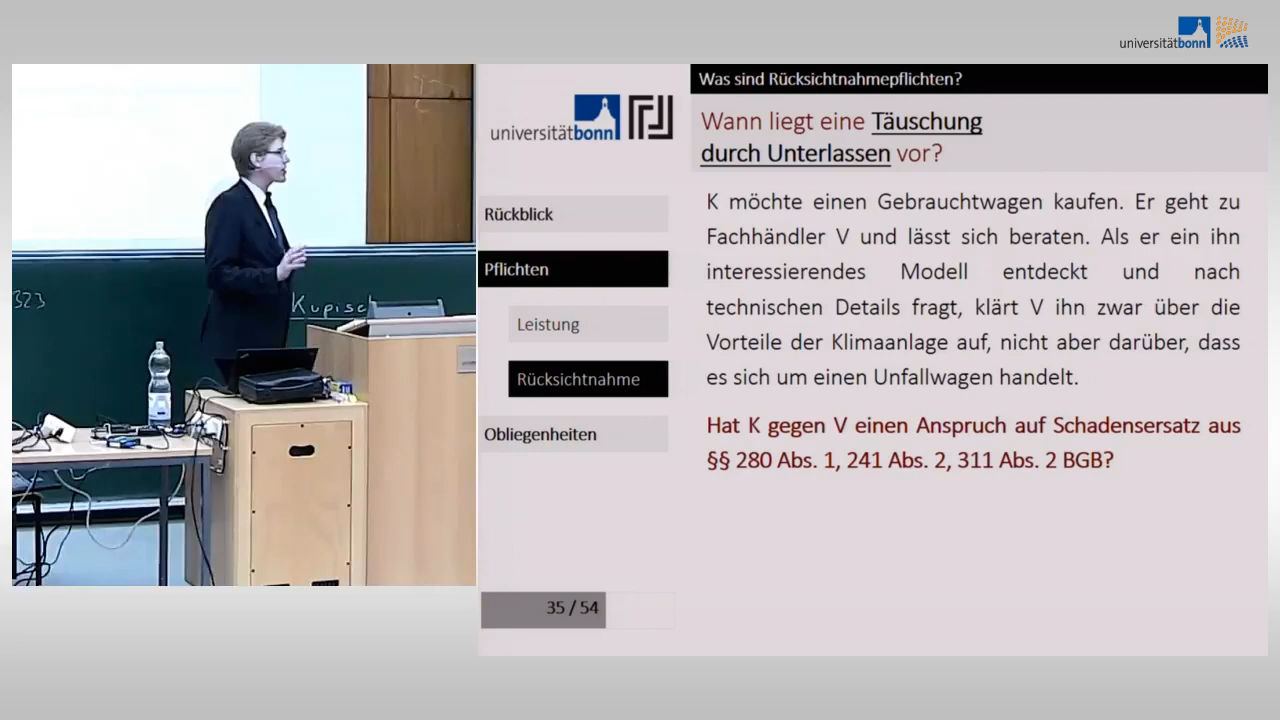 universitätbonn
Was sind Rücksichtnahmepflichten?
universitätbonn
Wann liegt eine Täuschung
durch Unterlassen vor?
Rückblick
Pflichten
Leistung
Rücksichtnahme
Obliegenheiten
K möchte einen Gebrauchtwagen kaufen. Er geht zu
Fachhändler V und lässt sich beraten. Als er ein ihn
interessierendes Modell entdeckt und nach
technischen Details fragt, klärt V ihn zwar über die
Vorteile der Klimaanlage auf, nicht aber darüber, dass
es sich um einen Unfallwagen handelt.
Hat K gegen V einen Anspruch auf Schadensersatz aus
§§ 280 Abs. 1, 241 Abs. 2, 311 Abs. 2 BGB?
35 / 54
323
Kupisc